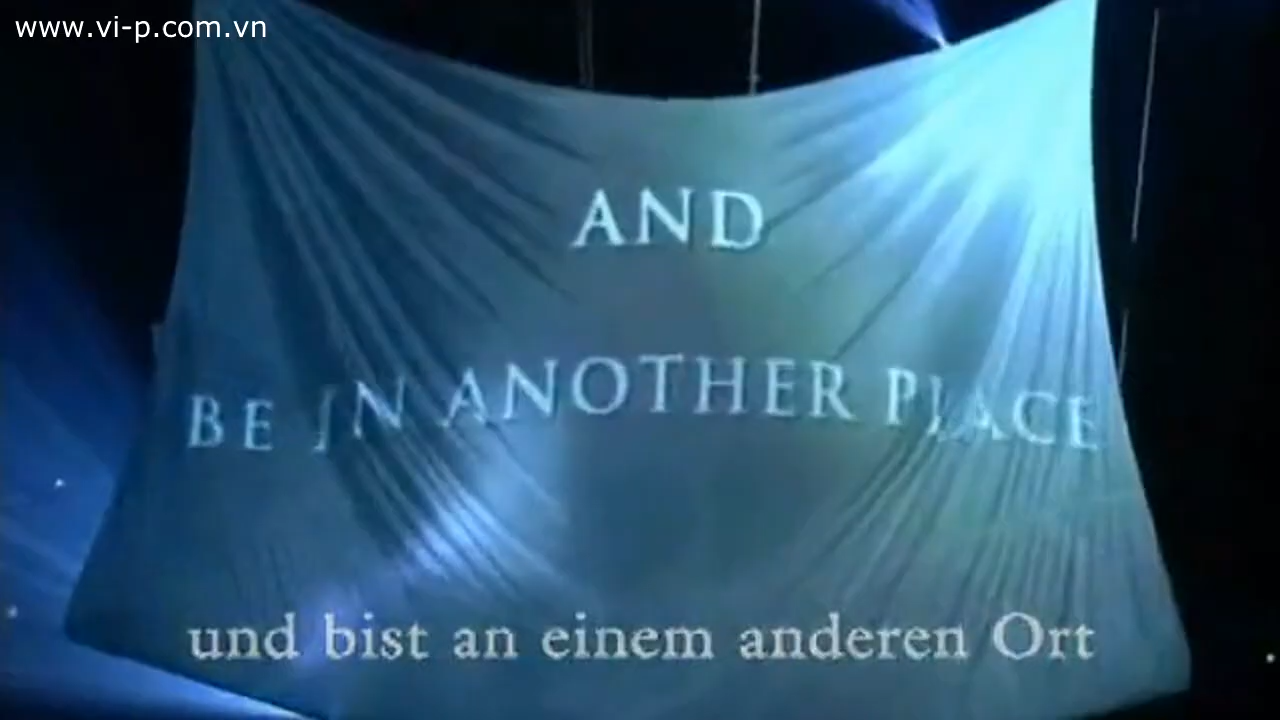 www.vi-p.com.vn
AND
BE IN ANOTHER PLACE
und bist an einem anderen Ort